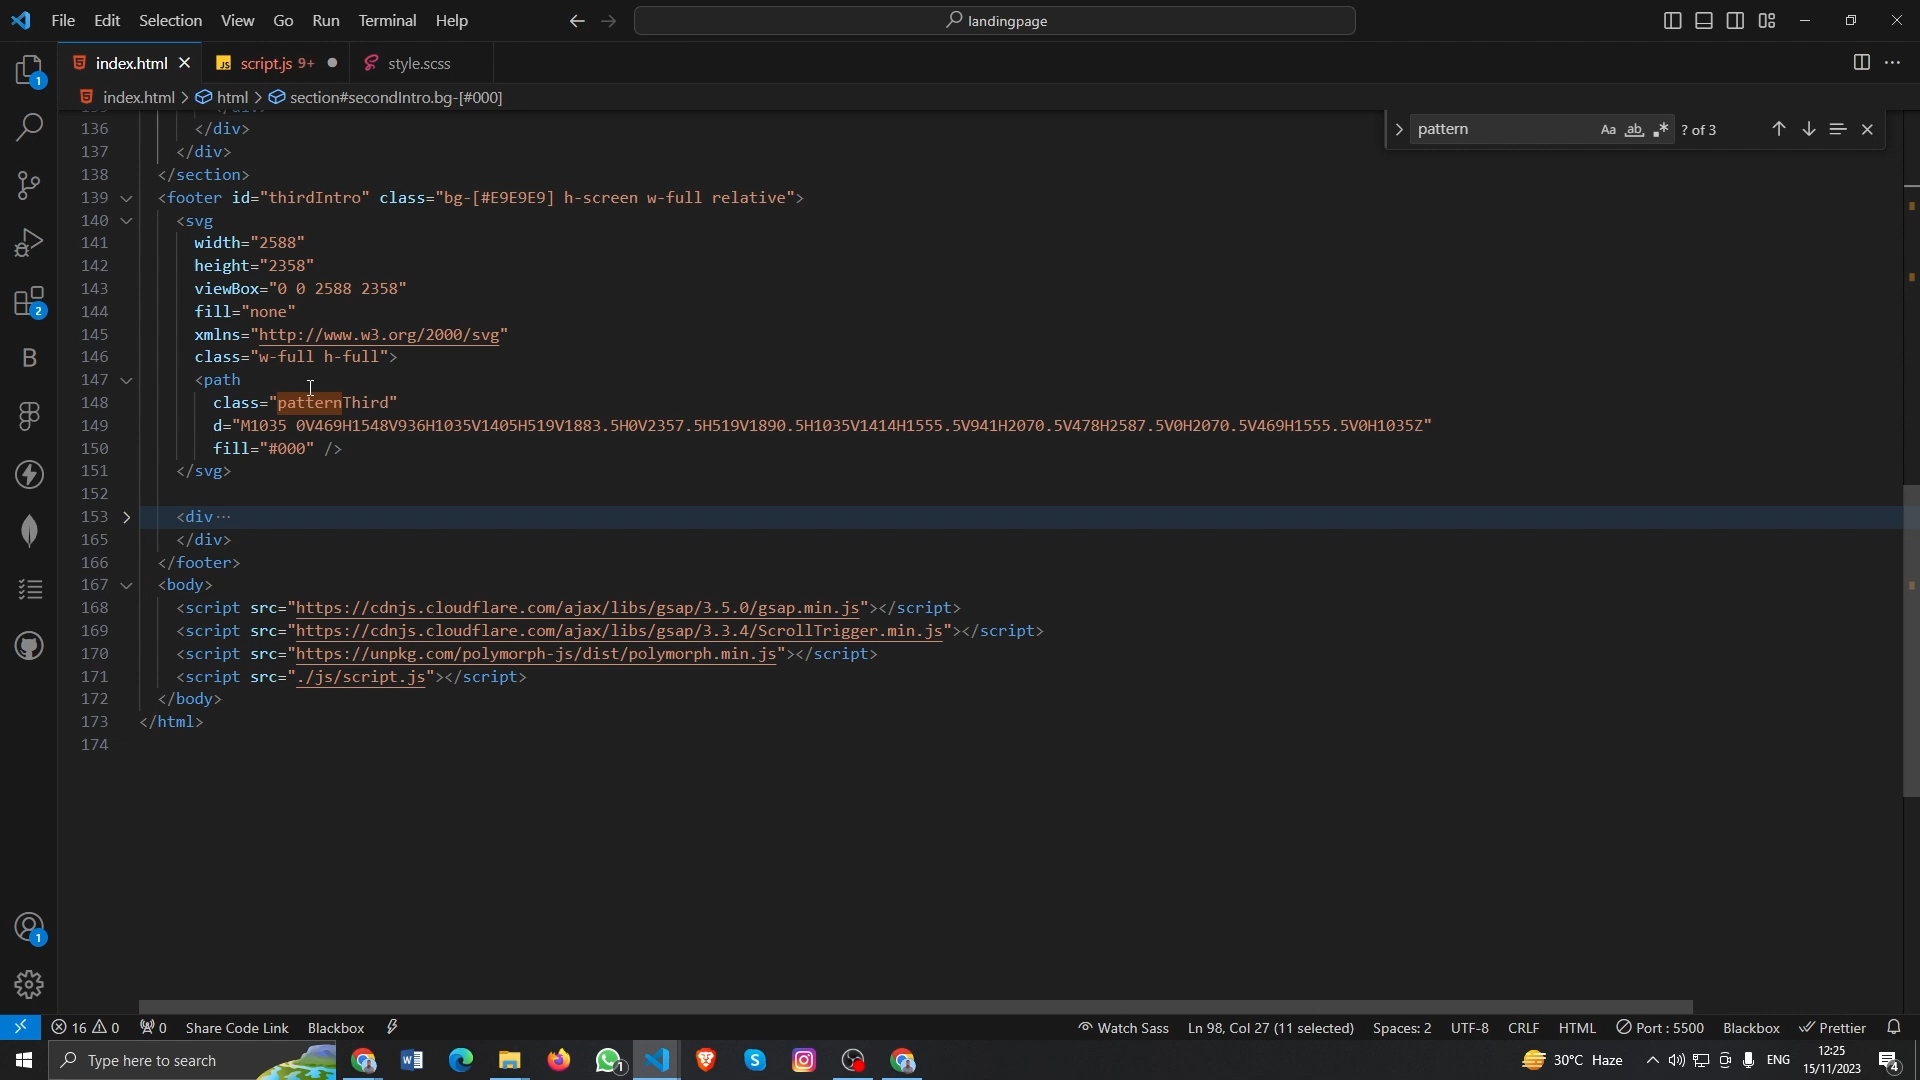 File Edit Selection View Go Run Terminal Help
landingpage
index.html
script.js 9+
style.scss
index.html > html > section#secondIntro.bg-[#000]
pattern
Aa ab .* ? of 3
136 </div>
137 </div>
138 </section>
139 <footer id="thirdIntro" class="bg-[#E9E9E9] h-screen w-full relative">
140 <svg
141 width="2588"
142 height="2358"
143 viewBox="0 0 2588 2358"
144 fill="none"
145 xmlns="http://www.w3.org/2000/svg"
146 class="w-full h-full">
147 <path
148 class="patternThird"
149 d="M1035 0V469H1548V936H1035V1405H519V1883.5H0V2357.5H519V1890.5H1035V1414H1555.5V941H2070.5V478H2587.5V0H2070.5V469H1555.5V0H1035Z"
150 fill="#000" />
151 </svg>
152
153 <div ...
165 </div>
166 </footer>
167 <body>
168 <script src="https://cdnjs.cloudflare.com/ajax/libs/gsap/3.5.0/gsap.min.js"></script>
169 <script src="https://cdnjs.cloudflare.com/ajax/libs/gsap/3.3.4/ScrollTrigger.min.js"></script>
170 <script src="https://unpkg.com/polymorph-js/dist/polymorph.min.js"></script>
171 <script src="./js/script.js"></script>
172 </body>
173 </html>
174
16 0 0 Share Code Link Blackbox
Watch Sass Ln 98, Col 27 (11 selected) Spaces: 2 UTF-8 CRLF HTML Port : 5500 Blackbox Prettier
Type here to search
30°C Haze
ENG
12:25
15/11/2023
4